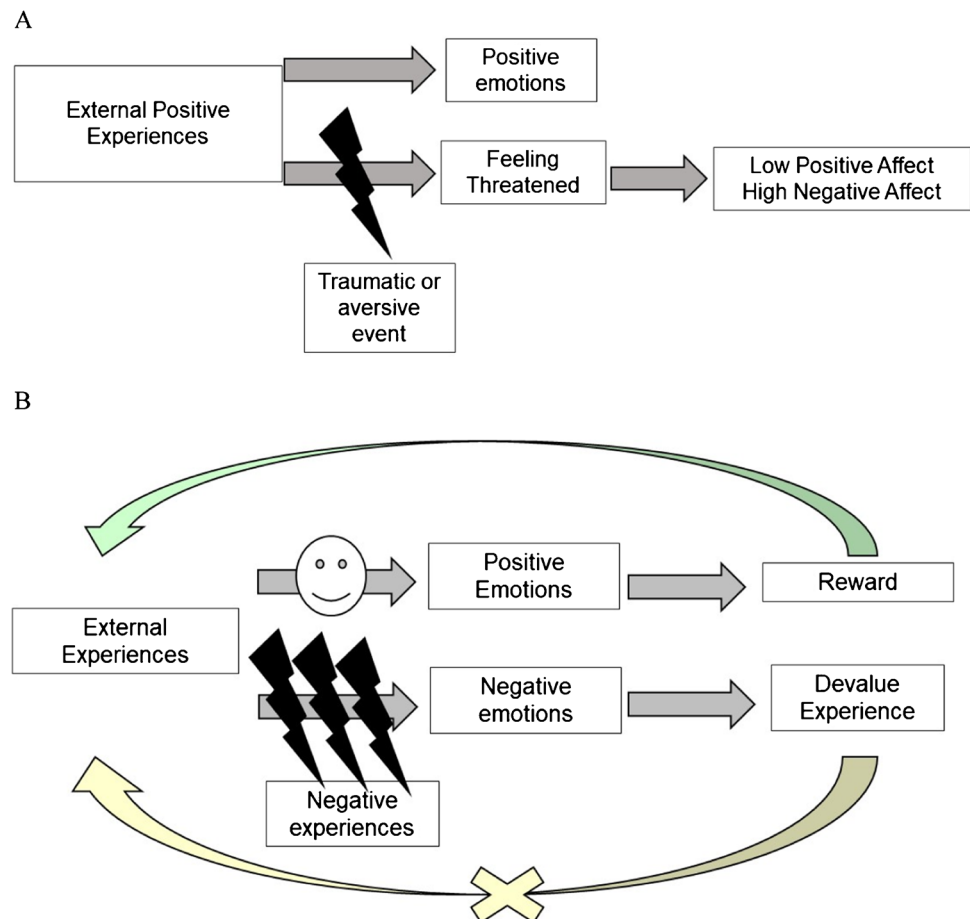 A
External Positive
Experiences
Positive
emotions
Feeling
Threatened
Low Positive Affect
High Negative Affect
Traumatic or
aversive
event
B
External
Experiences
Positive
Emotions
Reward
Negative
emotions
Devalue
Experience
Negative
experiences